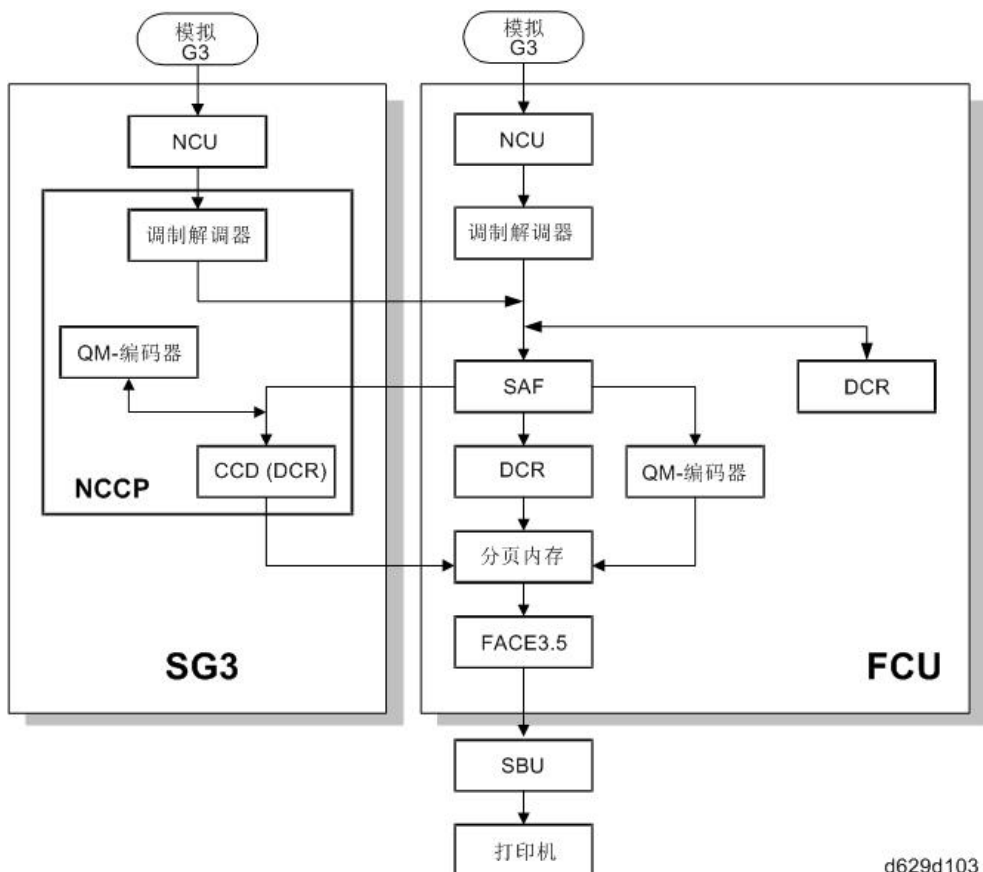 模拟
G3
模拟
G3
NCU
NCU
调制解调器
调制解调器
QM-编码器
SAF
DCR
CCD (DCR)
DCR
QM-编码器
NCCP
分页内存
FACE3.5
SG3
FCU
SBU
打印机
d629d103